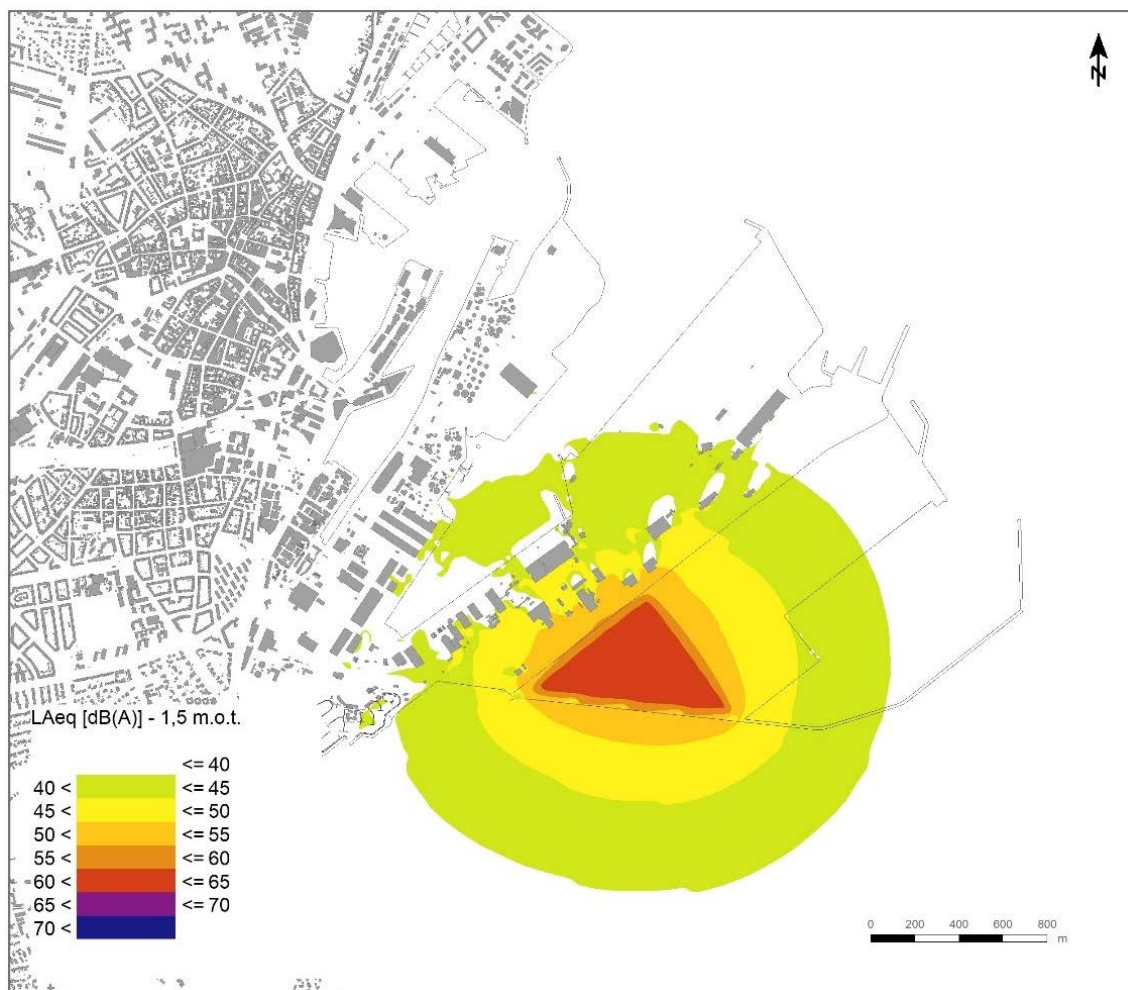 N
LAeq [dB(A)] - 1,5 m.o.t.
<= 40
40 < <= 45
45 < <= 50
50 < <= 55
55 < <= 60
60 < <= 65
65 < <= 70
70 <
0 200 400 600 800
m